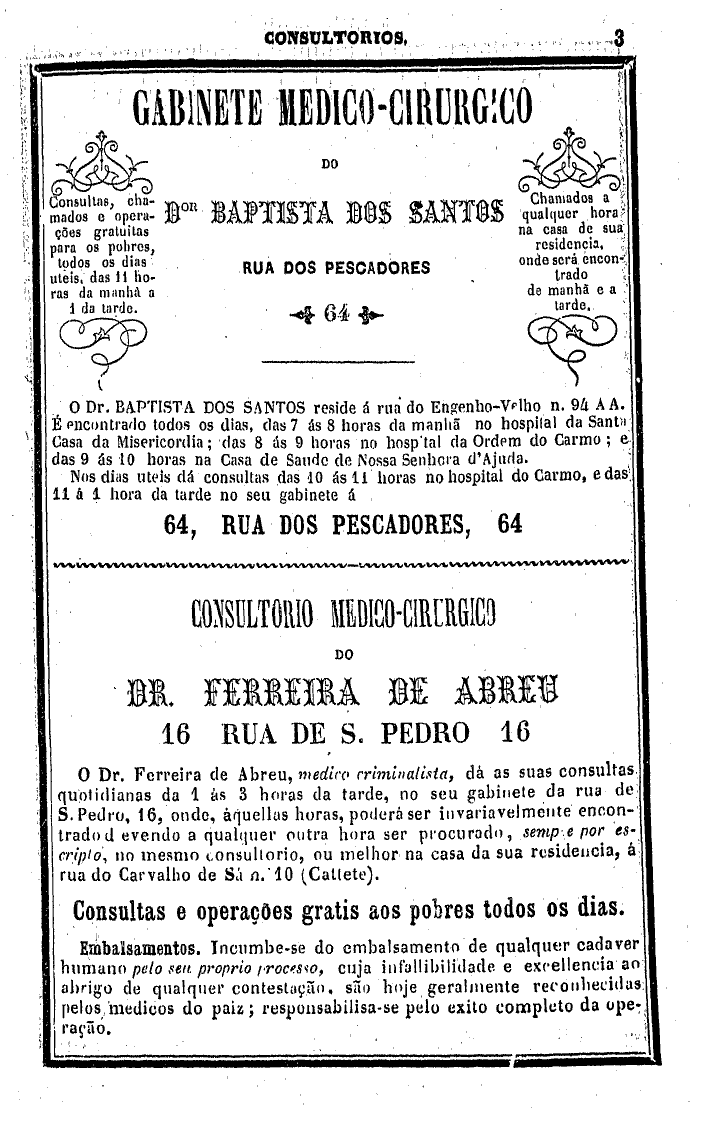 CONSULTORIOS.
3
GABINETE MEDICO-CIRURGICO
DO
Dor BAPTISTA DOS SANTOS
RUA DOS PESCADORES
64
Consultas, cha-
mados e opera-
ções gratuitas
para os pobres,
todos os dias
uteis, das 11 ho-
ras da manhã a
1 da tarde.
Chamados a
qualquer hora
na casa de sua
residencia,
onde será encon-
trado
de manhã e a
tarde.
O Dr. BAPTISTA DOS SANTOS reside á rua do Engenho-Velho n. 94 A A.
É encontrado todos os dias, das 7 ás 8 horas da manhã no hospital da Santa
Casa da Misericordia; das 8 ás 9 horas no hospital da Ordem do Carmo; e
das 9 ás 10 horas na Casa de Saude de Nossa Senhora d'Ajuda.
Nos dias uteis dá consultas das 10 ás 11 horas no hospital do Carmo, e das
11 á 1 hora da tarde no seu gabinete á
64, RUA DOS PESCADORES, 64
CONSULTORIO MEDICO-CIRURGICO
DO
DR. FERREIRA DE ABREU
16 RUA DE S. PEDRO 16
O Dr. Ferreira de Abreu, medico criminalista, dá as suas consultas
quotidianas da 1 ás 3 horas da tarde, no seu gabinete da rua de
S. Pedro, 16, onde, áquellas horas, poderá ser invariavelmente encon-
trado d evendo a qualquer outra hora ser procurado, sempre por es-
cripto, no mesmo consultorio, ou melhor na casa da sua residencia, á
rua do Carvalho de Sá n. 10 (Cattete).
Consultas e operações gratis aos pobres todos os dias.
Embalsamentos. Incumbe-se do embalsamento de qualquer cadaver
humano pelo seu proprio processo, cuja infallibilidade e excellencia ao
abrigo de qualquer contestação, são hoje geralmente reconhecidas
pelos medicos do paiz; responsabilisa-se pelo exito completo da ope-
ração.